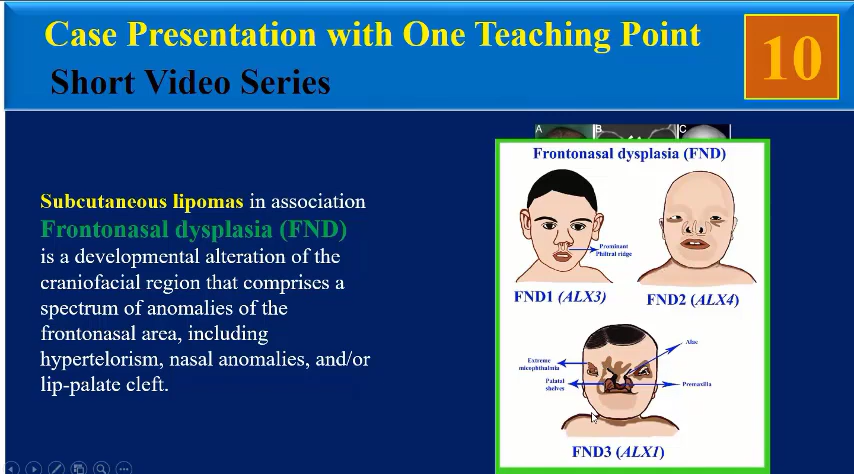 Case Presentation with One Teaching Point
Short Video Series
10
Subcutaneous lipomas in association
Frontonasal dysplasia (FND)
is a developmental alteration of the
craniofacial region that comprises a
spectrum of anomalies of the
frontonasal area, including
hypertelorism, nasal anomalies, and/or
lip-palate cleft.
A B C
Frontonasal dysplasia (FND)
Prominent
Philtral ridge
FND1 (ALX3)
FND2 (ALX4)
Alae
Extreme
microphthalmia
Palatal
shelves
Premaxilla
FND3 (ALX1)